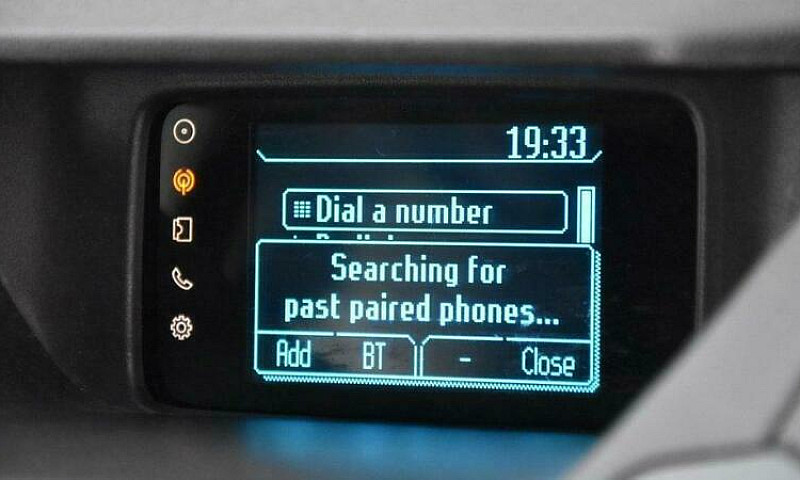 19:33
Dial a number
Searching for
past paired phones...
Add BT - Close